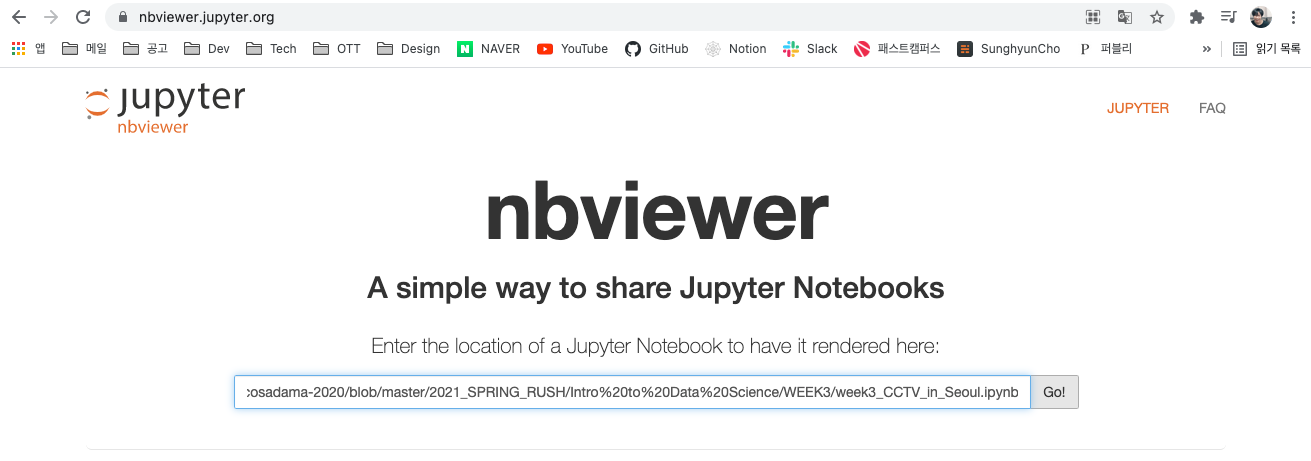 nbviewer.jupyter.org
앱 메일 공고 Dev Tech OTT Design NAVER YouTube GitHub Notion Slack 패스트캠퍼스 SunghyunCho P 퍼블리 » 읽기 목록
jupyter
nbviewer
JUPYTER FAQ
nbviewer
A simple way to share Jupyter Notebooks
Enter the location of a Jupyter Notebook to have it rendered here:
cosadama-2020/blob/master/2021_SPRING_RUSH/Intro%20to%20Data%20Science/WEEK3/week3_CCTV_in_Seoul.ipynb Go!